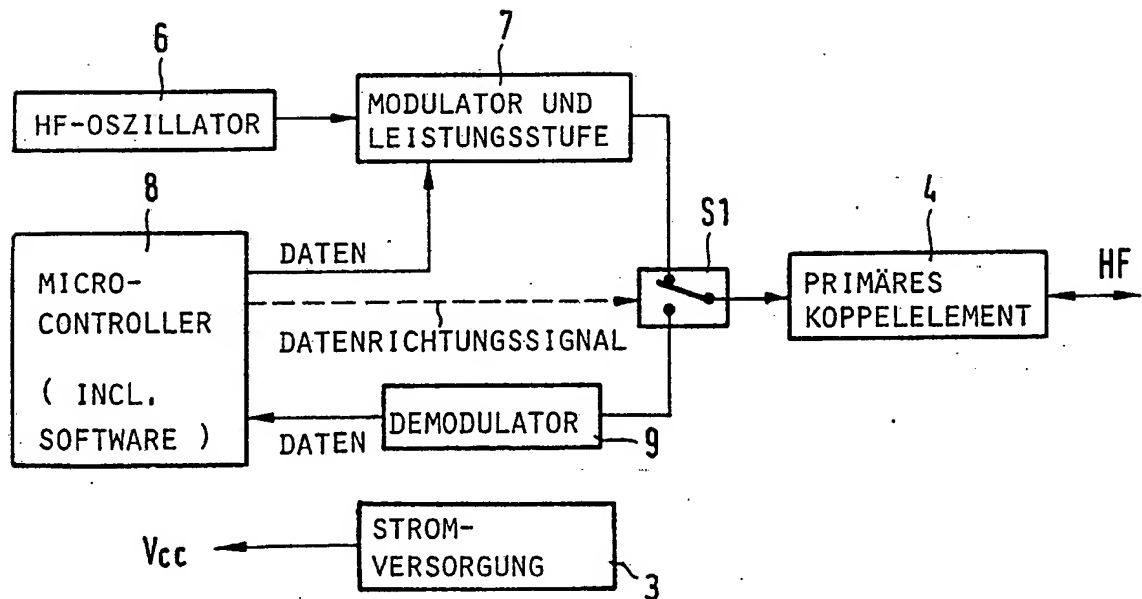 6
7
HF-OSZILLATOR
MODULATOR UND
LEISTUNGSSTUFE
8
MICRO-
CONTROLLER
( INCL.
SOFTWARE )
DATEN
DATENRICHTUNGSSIGNAL
DATEN
DEMODULATOR
9
S1
4
PRIMÄRES
KOPPELELEMENT
HF
Vcc
STROM-
VERSORGUNG
3